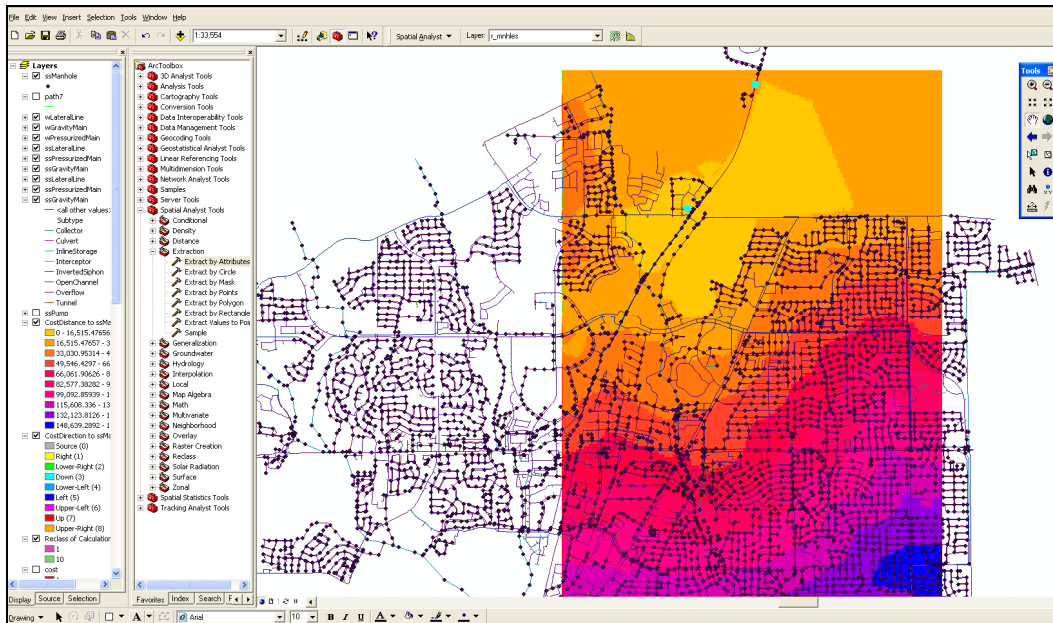 File Edit View Insert Selection Tools Window Help
1:33,554
Spatial Analyst
Layer: r_mnhles
Layers
ssManhole
path7
wLateralLine
wGravityMain
wPressurizedMain
ssLateralLine
ssPressurizedMain
ssGravityMain
ssLateralLine
ssPressurizedMain
ssGravityMain
<all other values>
Subtype
Collector
Culvert
InlineStorage
Interceptor
InvertedSiphon
OpenChannel
Overflow
Tunnel
ssPump
CostDistance to ssMa
0 - 16,515.47656
16,515.47657 - 3
33,030.95314 - 4
49,546.4297 - 66
66,061.90626 - 8
82,577.38282 - 9
99,092.85939 - 1
115,608.336 - 13
132,123.8126 - 1
148,639.2892 - 1
CostDirection to ssMa
Source (0)
Right (1)
Lower-Right (2)
Down (3)
Lower-Left (4)
Left (5)
Upper-Left (6)
Up (7)
Upper-Right (8)
Reclass of Calculation
1
10
cost
Display Source Selection
ArcToolbox
3D Analyst Tools
Analysis Tools
Cartography Tools
Conversion Tools
Data Interoperability Tools
Data Management Tools
Geocoding Tools
Geostatistical Analyst Tools
Linear Referencing Tools
Multidimension Tools
Network Analyst Tools
Samples
Server Tools
Spatial Analyst Tools
Conditional
Density
Distance
Extraction
Extract by Attributes
Extract by Circle
Extract by Mask
Extract by Points
Extract by Polygon
Extract by Rectangle
Extract Values to Poi
Sample
Generalization
Groundwater
Hydrology
Interpolation
Local
Map Algebra
Math
Multivariate
Neighborhood
Overlay
Raster Creation
Reclass
Solar Radiation
Surface
Zonal
Spatial Statistics Tools
Tracking Analyst Tools
Favorites Index Search
Tools
Drawing
A
Arial
10
B I U A